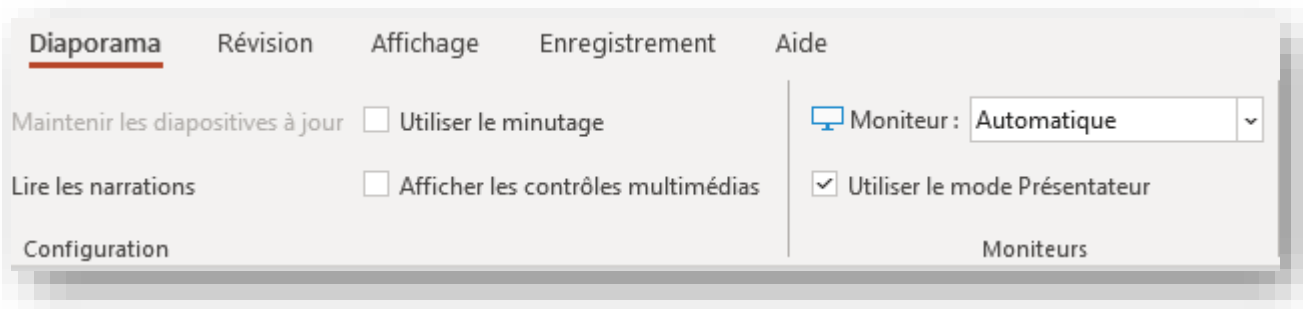 Diaporama Révision Affichage Enregistrement Aide
Maintenir les diapositives à jour Utiliser le minutage Moniteur : Automatique
Lire les narrations Afficher les contrôles multimédias Utiliser le mode Présentateur
Configuration Moniteurs